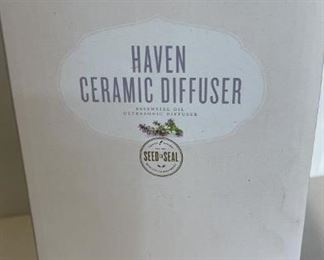 HAVEN
CERAMIC DIFFUSER
ESSENTIAL OIL
ULTRASONIC DIFFUSER
SEED TO SEAL